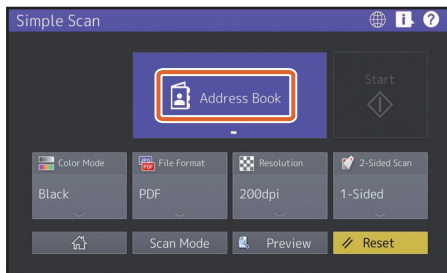 Simple Scan
Address Book
Start
Color Mode
Black
File Format
PDF
Resolution
200dpi
2-Sided Scan
1-Sided
Scan Mode
Preview
Reset